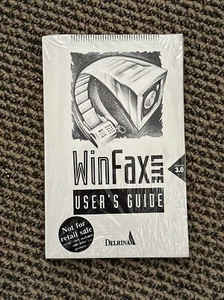 WinFax LITE
3.0
USER'S GUIDE
Not for
retail sale
DELRINA